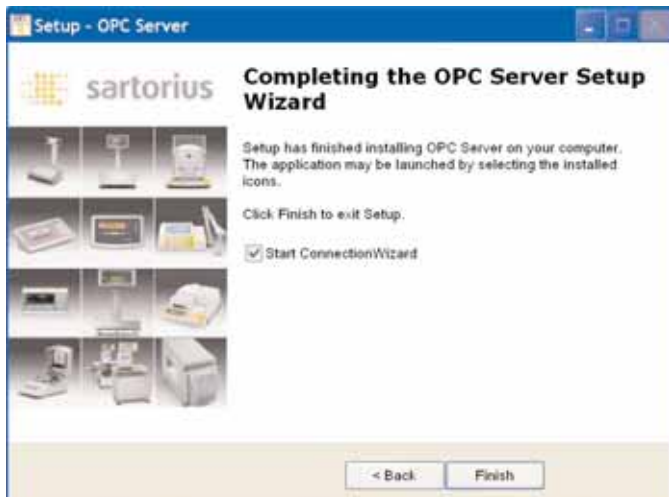 Setup - OPC Server
sartorius
Completing the OPC Server Setup
Wizard
Setup has finished installing OPC Server on your computer.
The application may be launched by selecting the installed
icons.
Click Finish to exit Setup.
Start ConnectionWizard
< Back
Finish